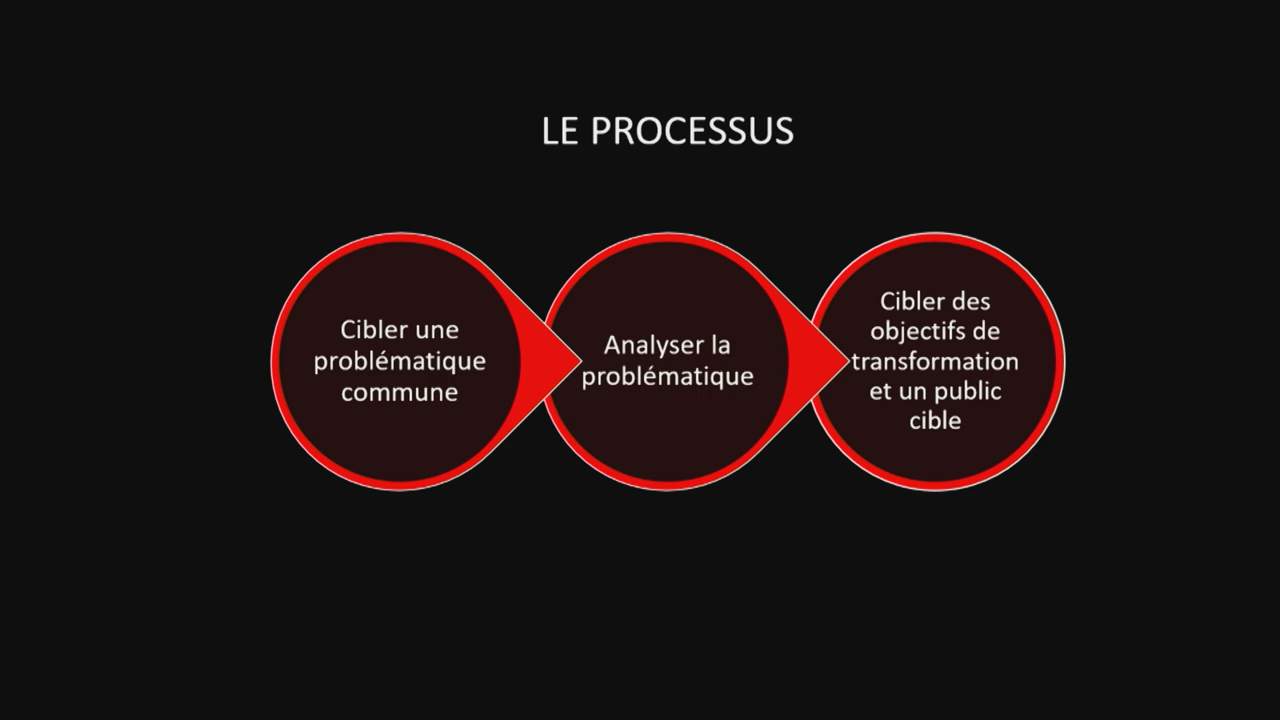 LE PROCESSUS
Cibler une
problématique
commune
Analyser la
problématique
Cibler des
objectifs de
transformation
et un public
cible